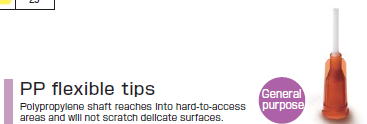 PP flexible tips
Polypropylene shaft reaches into hard-to-access
areas and will not scratch delicate surfaces.
General
purpose